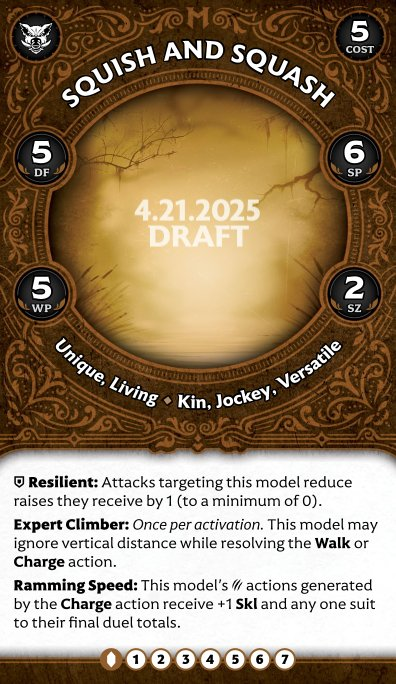 M
5
COST
SQUISH AND SQUASH
5
DF
6
SP
4.21.2025
DRAFT
5
WP
2
SZ
Unique, Living ◆ Kin, Jockey, Versatile
Resilient: Attacks targeting this model reduce
raises they receive by 1 (to a minimum of 0).
Expert Climber: Once per activation. This model may
ignore vertical distance while resolving the Walk or
Charge action.
Ramming Speed: This model's actions generated
by the Charge action receive +1 Skl and any one suit
to their final duel totals.
1 2 3 4 5 6 7